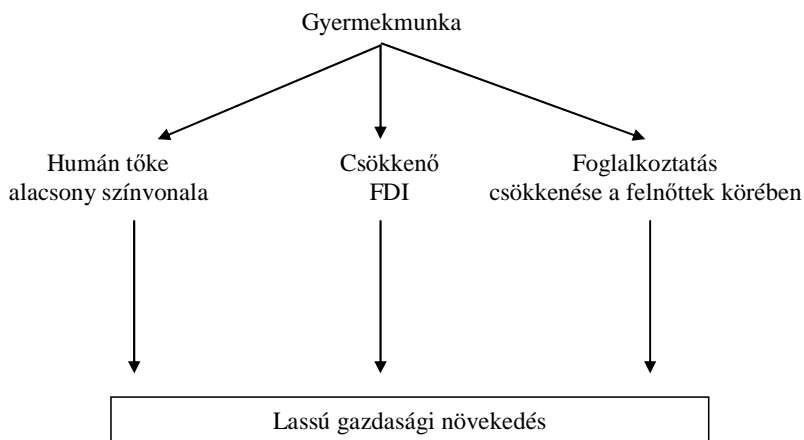 Gyermekmunka
Humán tőke
alacsony színvonala
Csökkenő
FDI
Foglalkoztatás
csökkenése a felnőttek körében
Lassú gazdasági növekedés